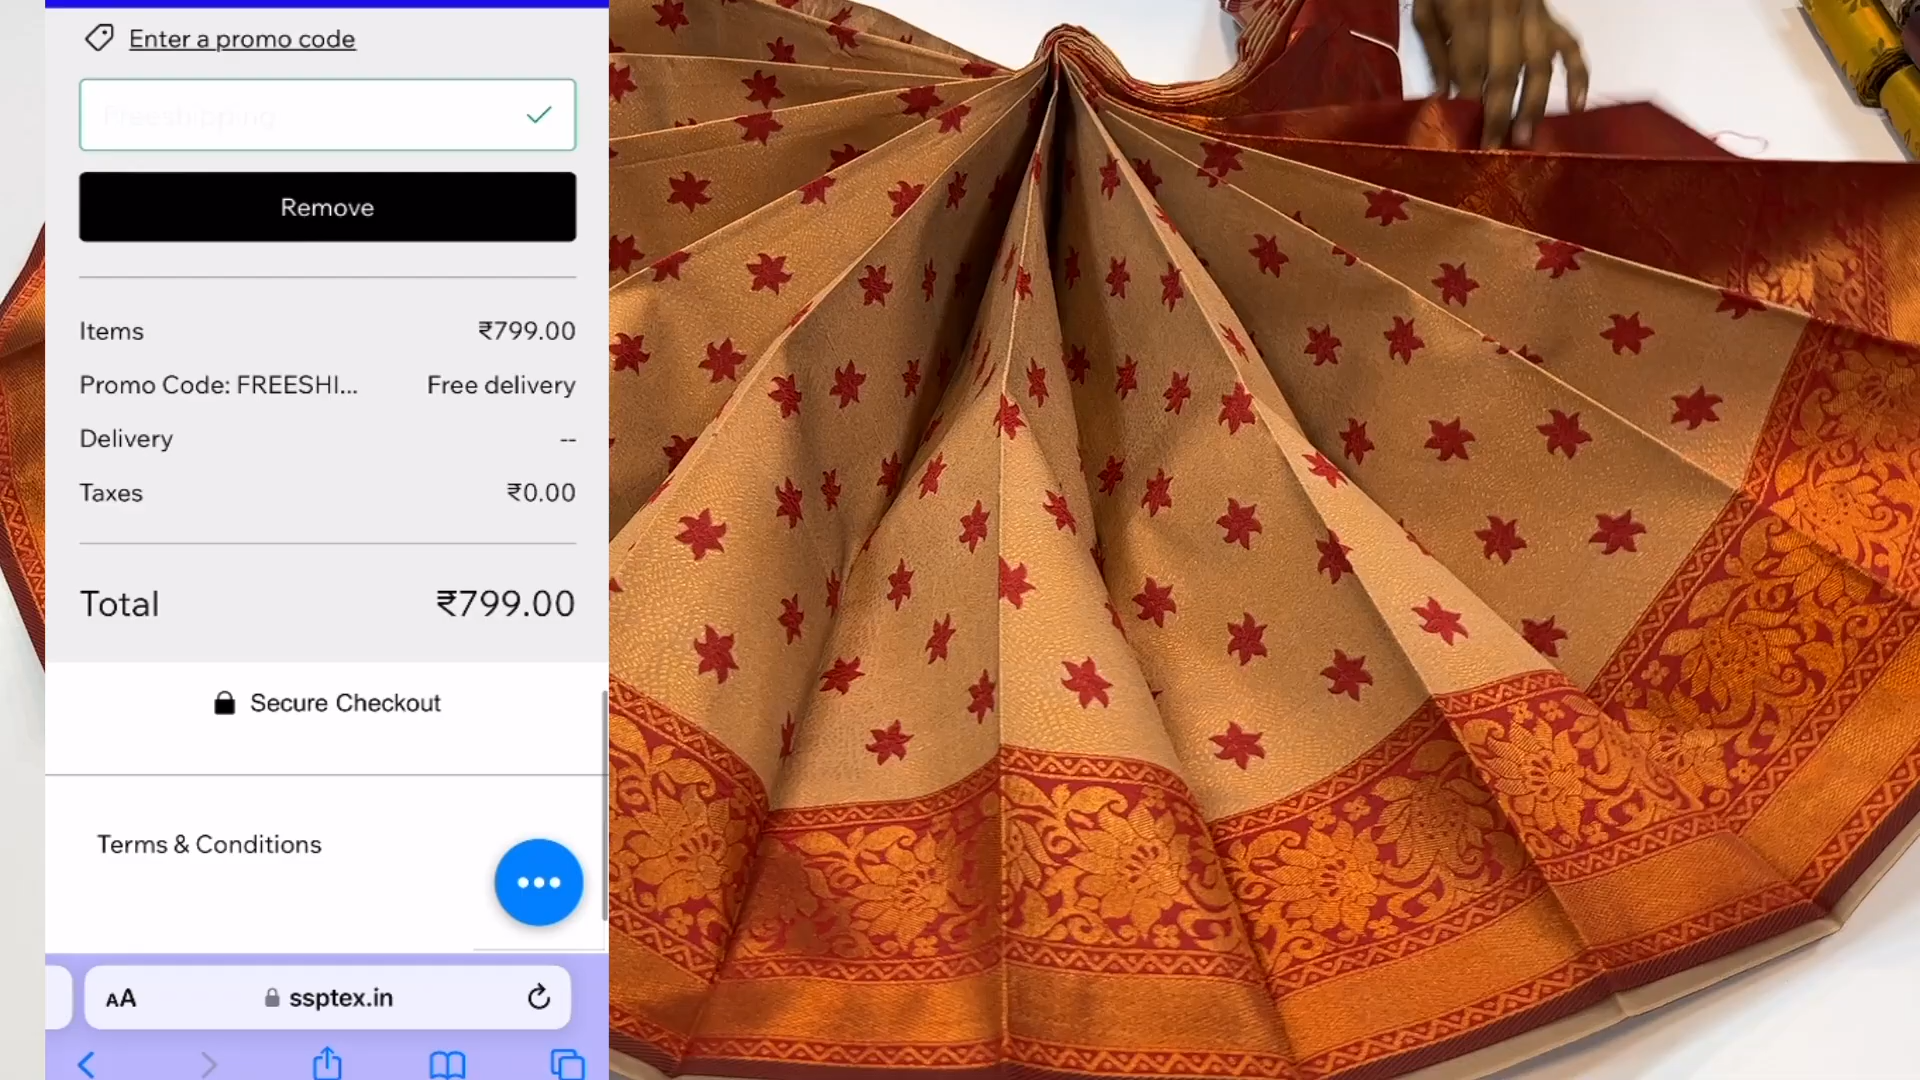 Enter a promo code
Freeshipping
Remove
Items ₹799.00
Promo Code: FREESHI... Free delivery
Delivery --
Taxes ₹0.00
Total ₹799.00
Secure Checkout
Terms & Conditions
AA ssptex.in